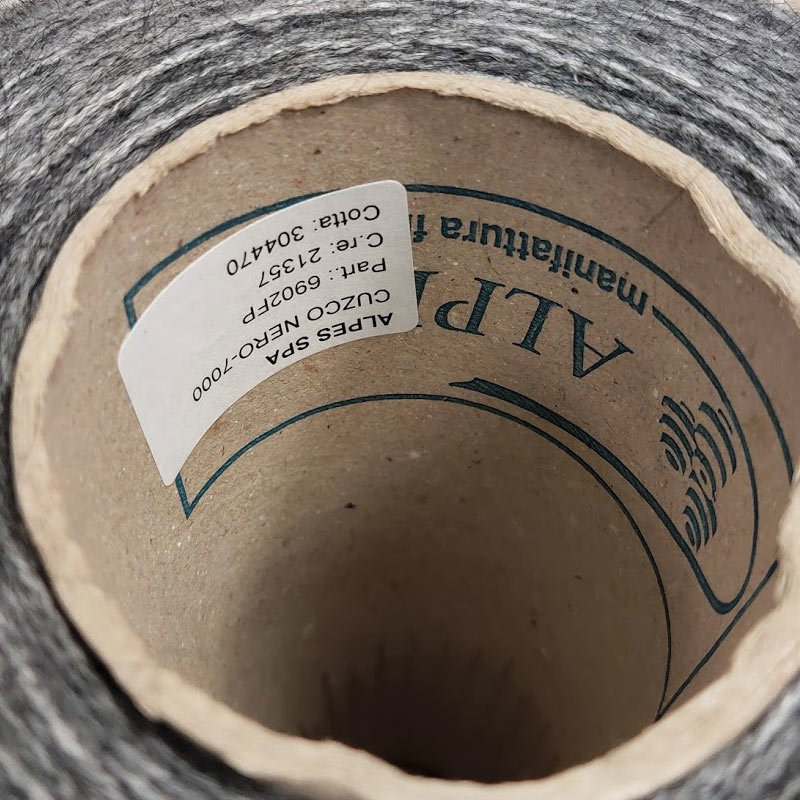 ALPES SPA
CUZCO NERO-7000
Part.: 6902FP
C.re: 21357
Cotta: 304470
ALP
manifattura f